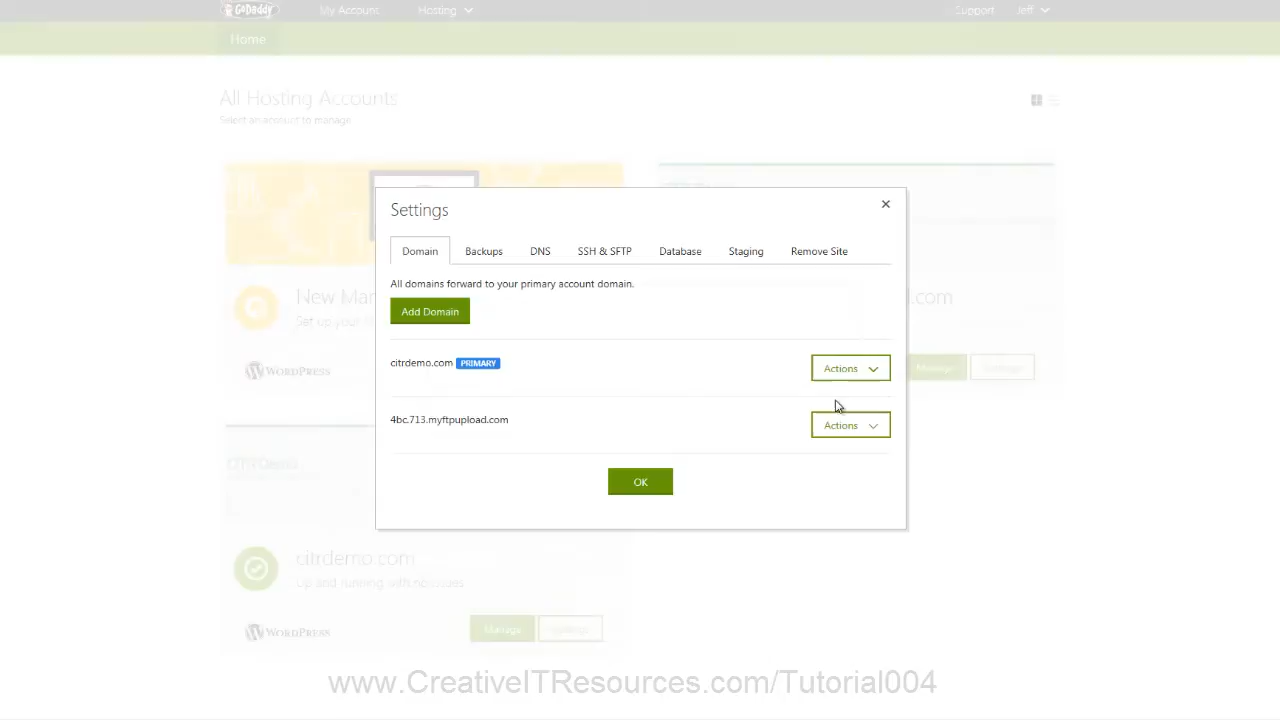 GoDaddy My Account Hosting Support Jeff
Home
All Hosting Accounts
Select an account to manage
Settings
Domain Backups DNS SSH & SFTP Database Staging Remove Site
All domains forward to your primary account domain.
Add Domain
New Man
.com
Set up your
citrdemo.com PRIMARY
Actions
WORDPRESS
Manage Settings
4bc.713.myftpupload.com
Actions
CITR Demo
OK
citrdemo.com
Up and running with no issues
WORDPRESS
Manage Settings
www.CreativeITResources.com/Tutorial004